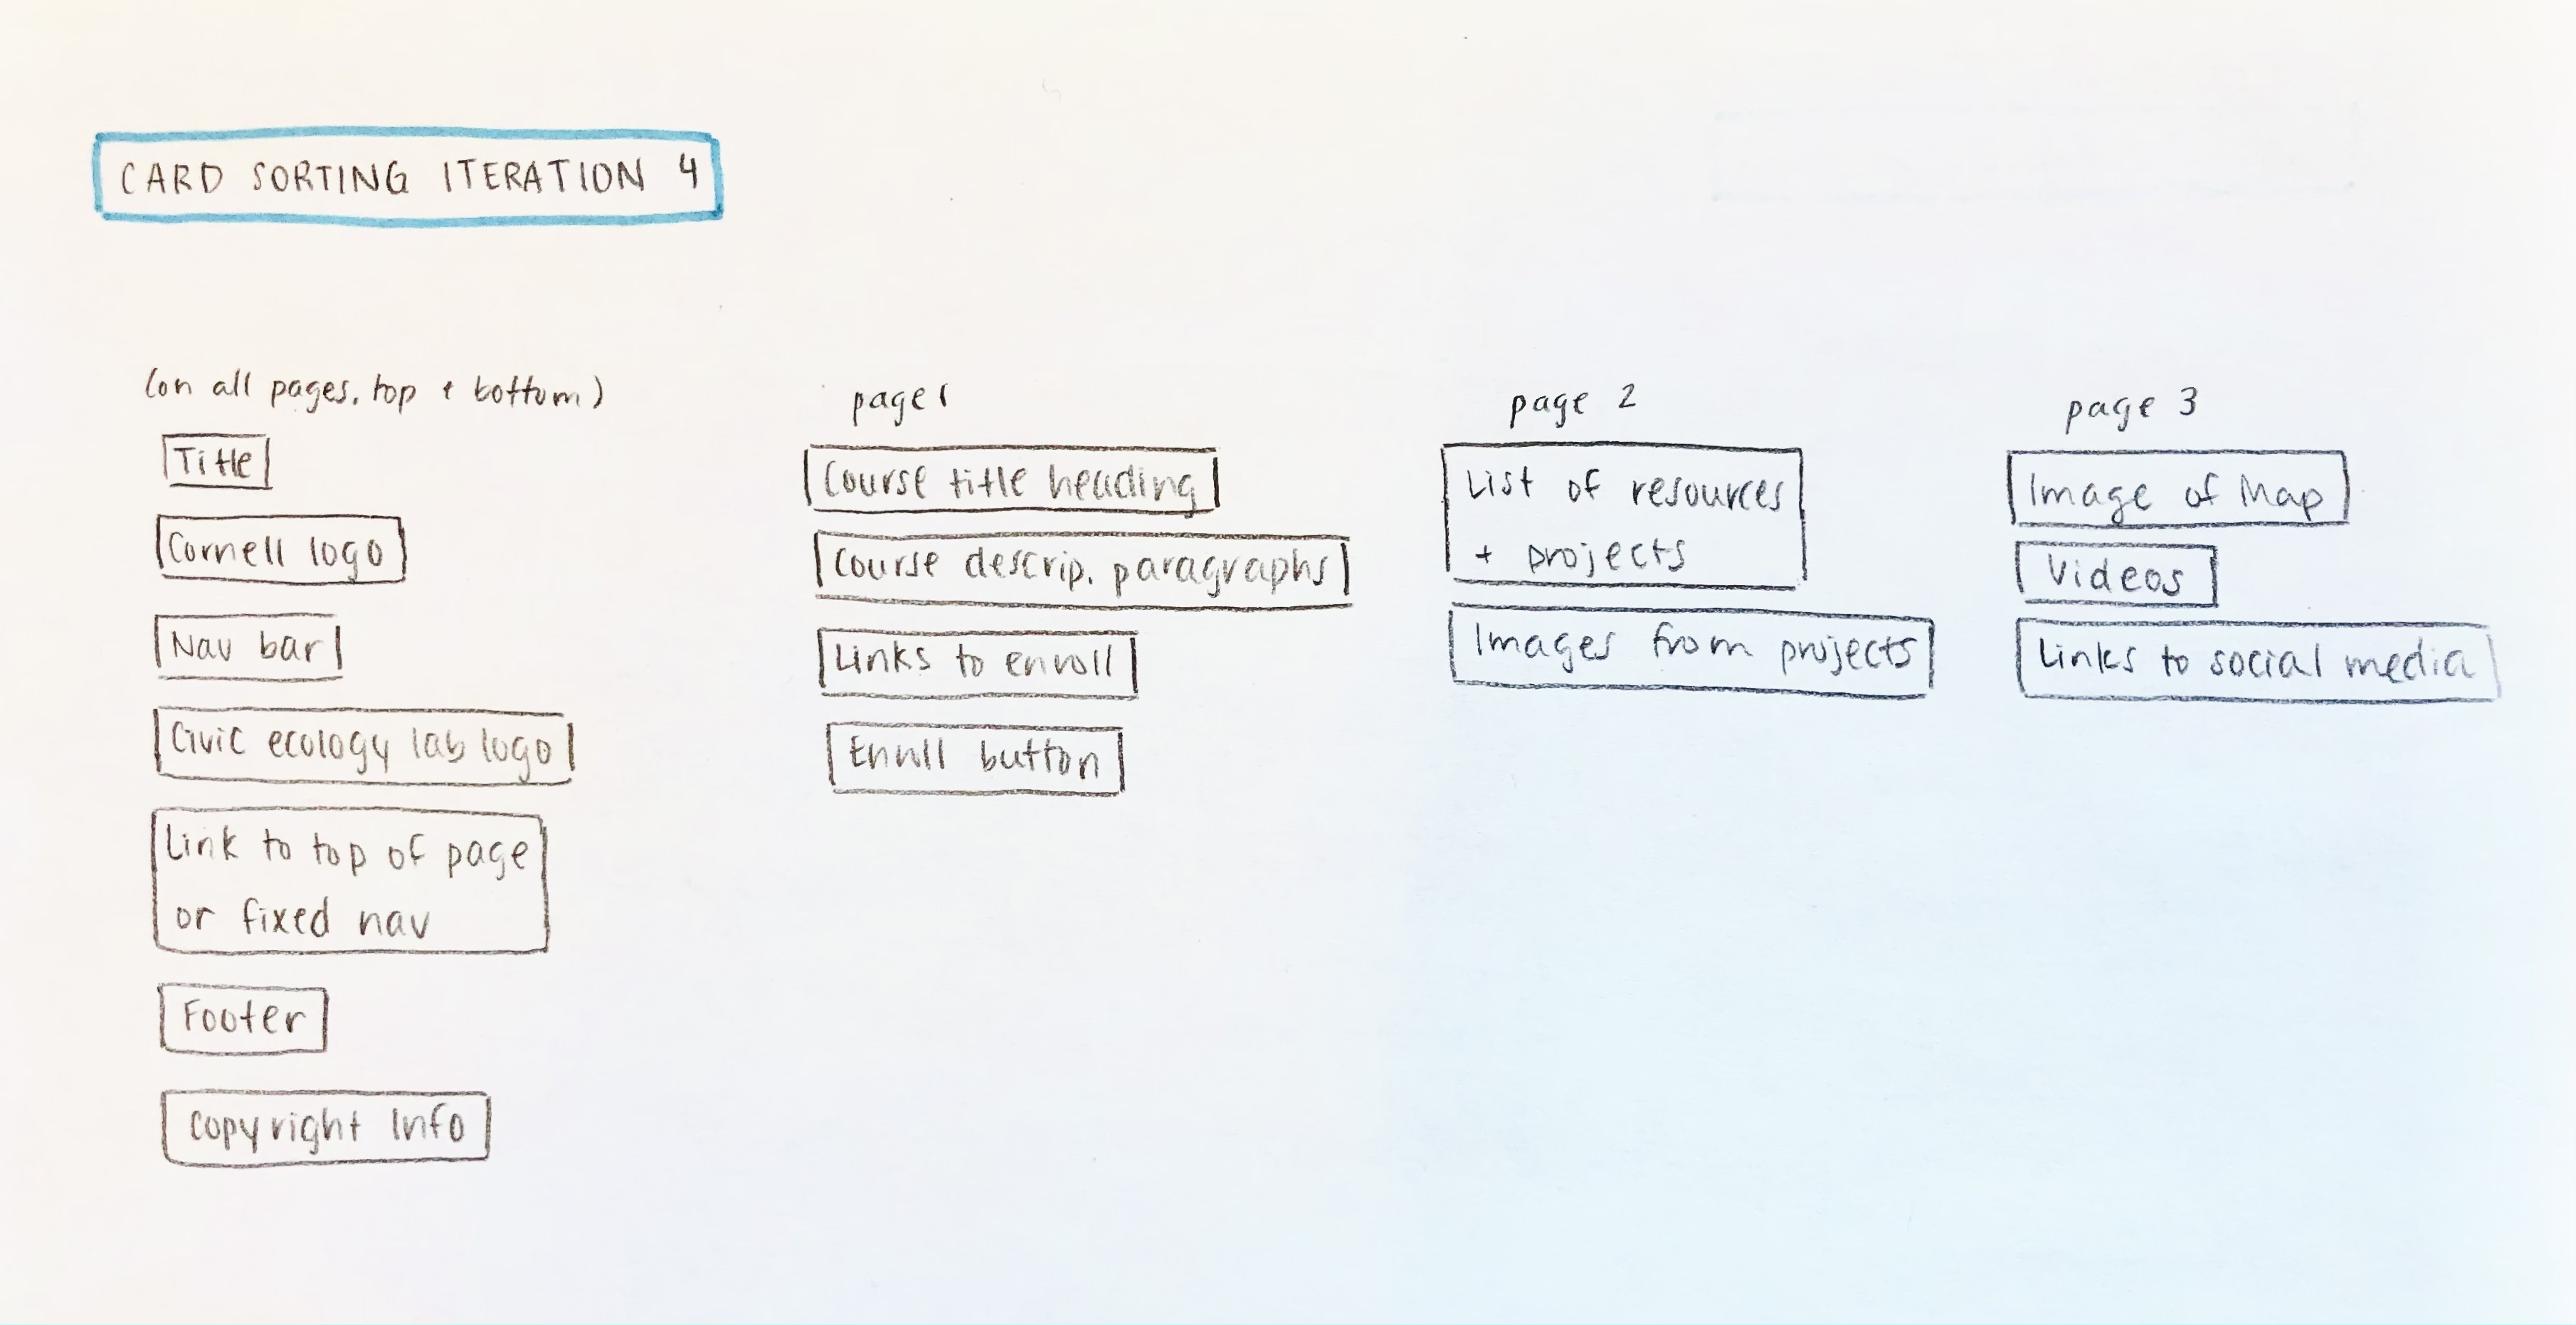 CARD SORTING ITERATION 4
(on all pages, top + bottom)
Title
Cornell logo
Nav bar
Civic ecology lab logo
Link to top of page
or fixed nav
Footer
Copyright Info
page 1
Course title heading
Course descrip. paragraphs
Links to enroll
Enroll button
page 2
List of resources
+ projects
Images from projects
page 3
Image of Map
Videos
Links to social media